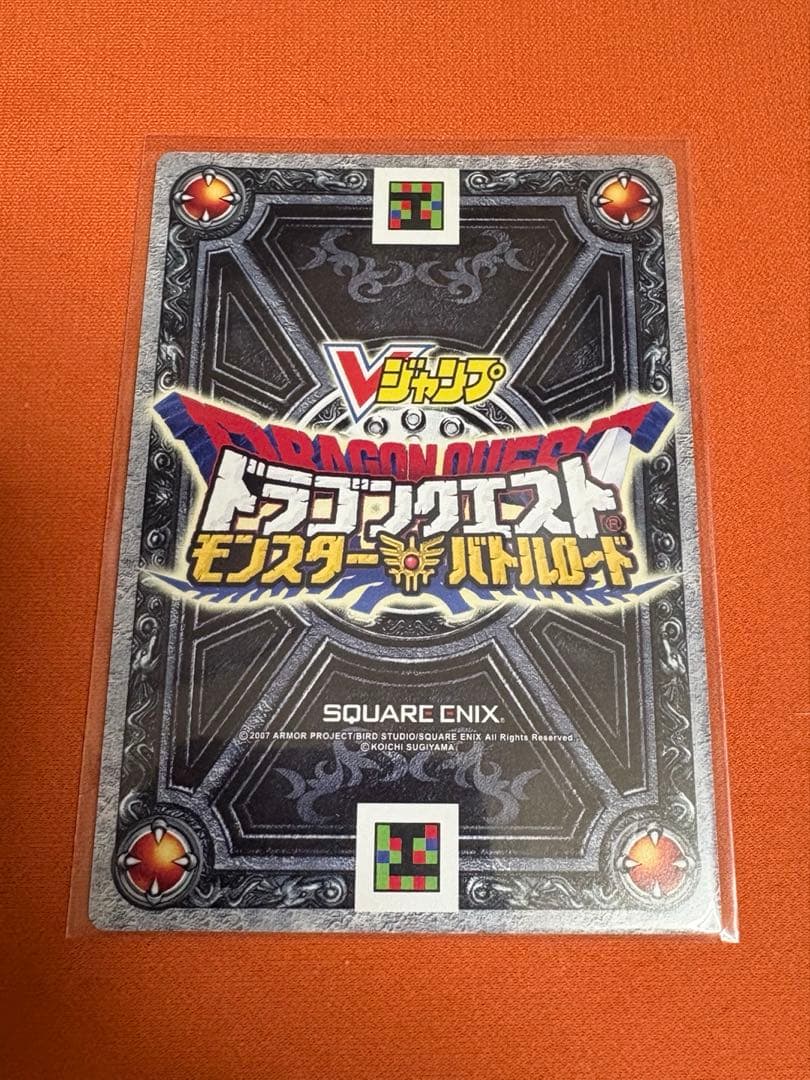 Vジャンプ
DRAGON QUEST
ドラゴンクエスト®
モンスターバトルロード
SQUARE ENIX®
©2007 ARMOR PROJECT/BIRD STUDIO/SQUARE ENIX All Rights Reserved
©KOICHI SUGIYAMA